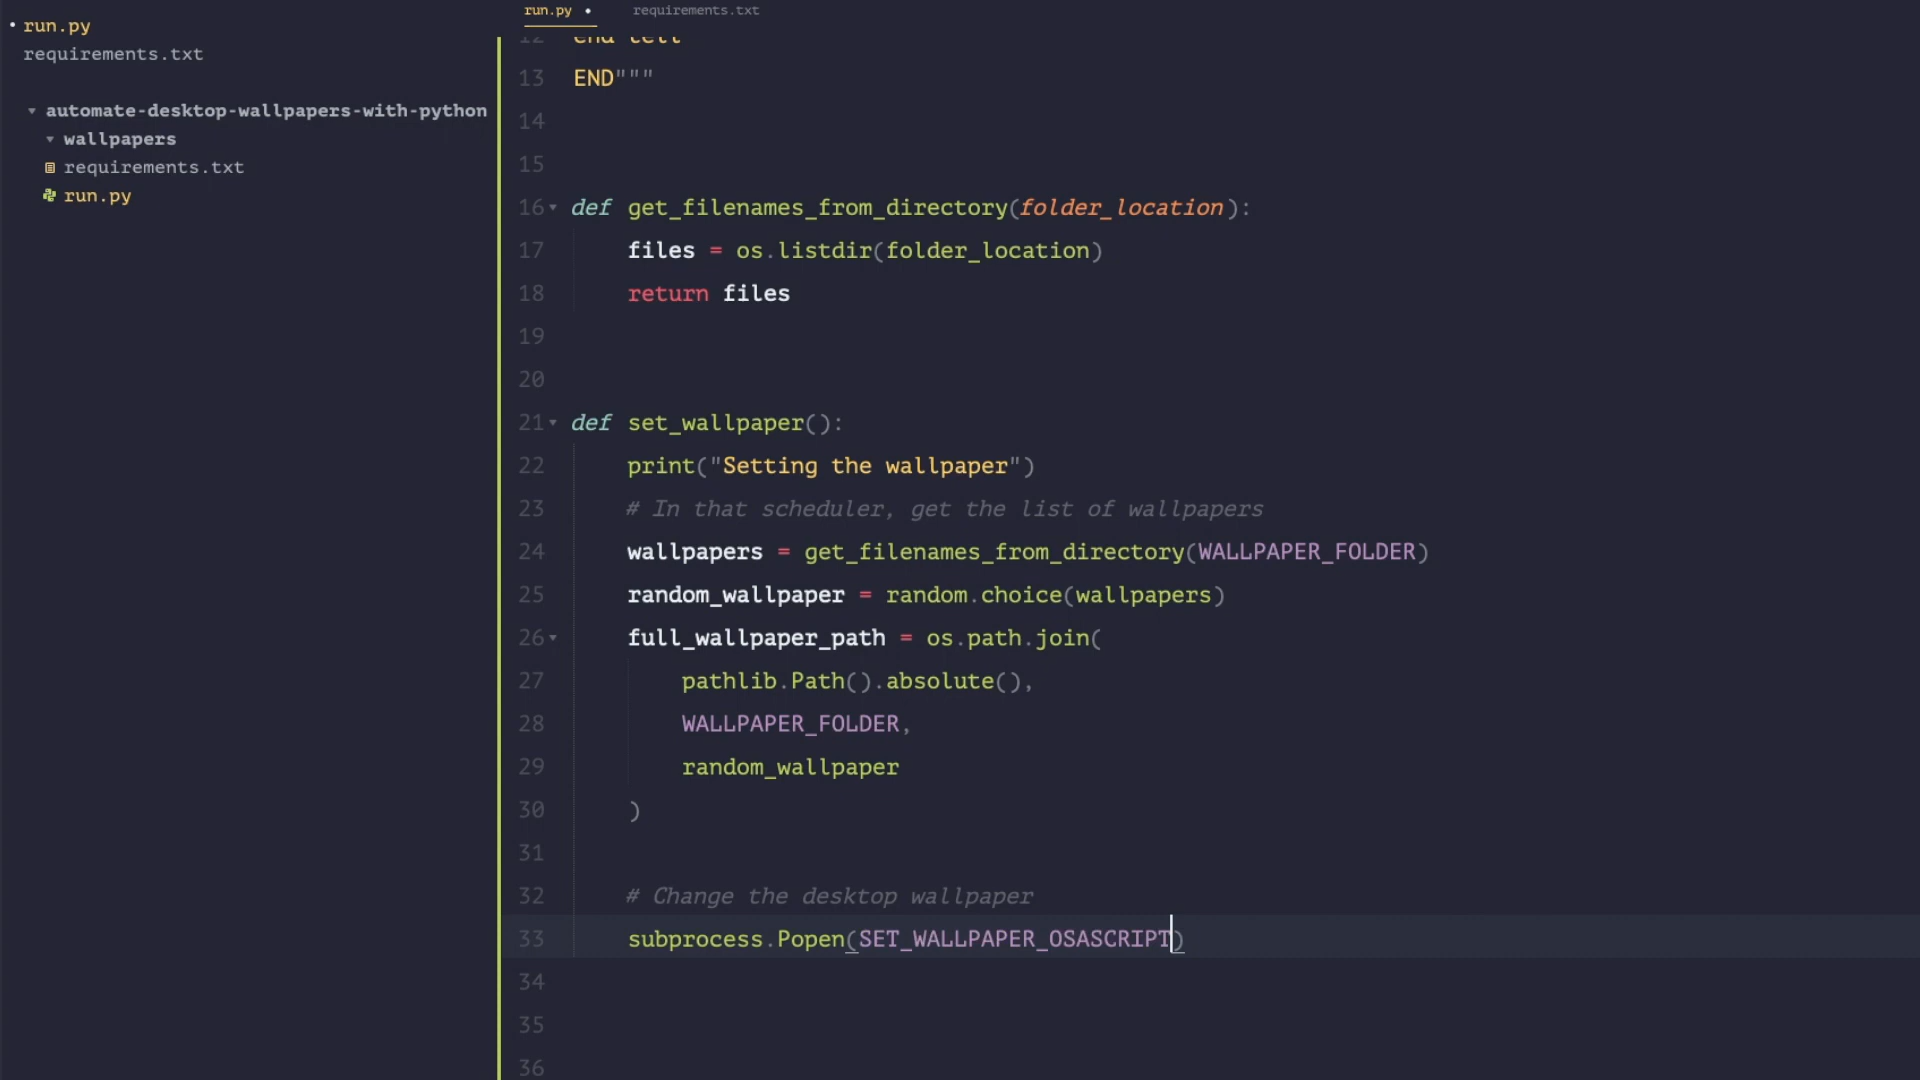 run.py
requirements.txt
automate-desktop-wallpapers-with-python
wallpapers
requirements.txt
run.py
run.py
requirements.txt
12 end tell
13 END"""
14
15
16 def get_filenames_from_directory(folder_location):
17 files = os.listdir(folder_location)
18 return files
19
20
21 def set_wallpaper():
22 print("Setting the wallpaper")
23 # In that scheduler, get the list of wallpapers
24 wallpapers = get_filenames_from_directory(WALLPAPER_FOLDER)
25 random_wallpaper = random.choice(wallpapers)
26 full_wallpaper_path = os.path.join(
27 pathlib.Path().absolute(),
28 WALLPAPER_FOLDER,
29 random_wallpaper
30 )
31
32 # Change the desktop wallpaper
33 subprocess.Popen(SET_WALLPAPER_OSASCRIPT)
34
35
36